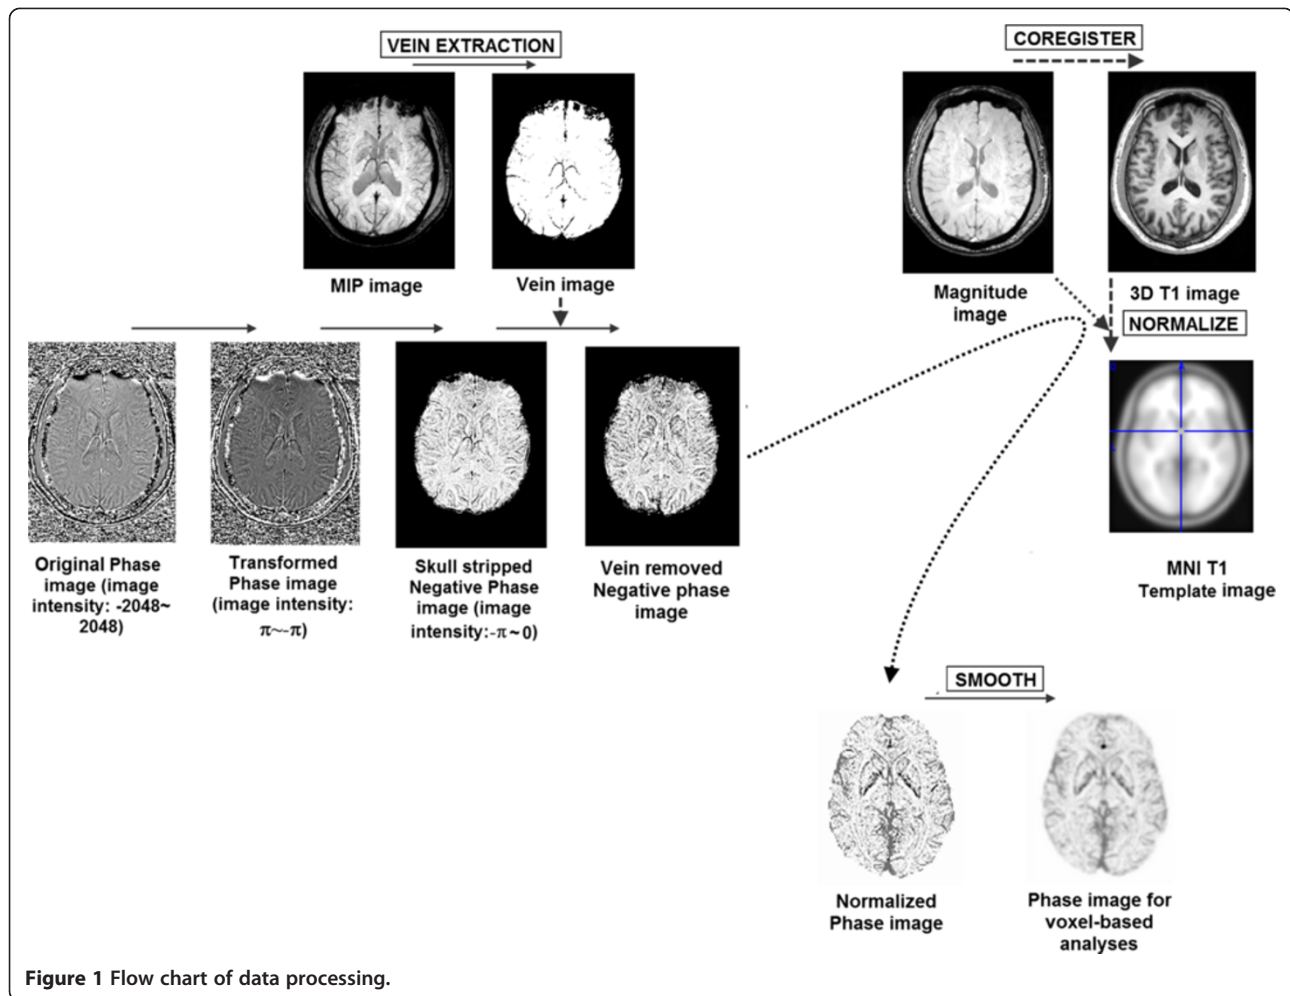 VEIN EXTRACTION
COREGISTER
MIP image
Vein image
Magnitude
image
3D T1 image
NORMALIZE
Original Phase
image (image
intensity: -2048~
2048)
Transformed
Phase image
(image intensity:
π~-π)
Skull stripped
Negative Phase
image (image
intensity:-π~0)
Vein removed
Negative phase
image
MNI T1
Template image
SMOOTH
Normalized
Phase image
Phase image for
voxel-based
analyses
Figure 1 Flow chart of data processing.